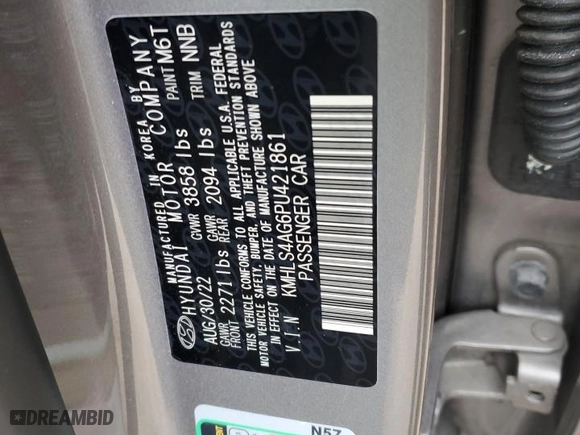 MANUFACTURED IN KOREA BY
HYUNDAI MOTOR COMPANY
AUG/30/22 GVWR 3858 lbs PAINT M6T
GAWR FRONT 2271 lbs GAWR REAR 2094 lbs TRIM NNB
THIS VEHICLE CONFORMS TO ALL APPLICABLE U.S.A. FEDERAL
MOTOR VEHICLE SAFETY, BUMPER, AND THEFT PREVENTION STANDARDS
IN EFFECT ON THE DATE OF MANUFACTURE SHOWN ABOVE
V.I.N KMHLS4AG6PU421861
PASSENGER CAR
N57
DREAMBID